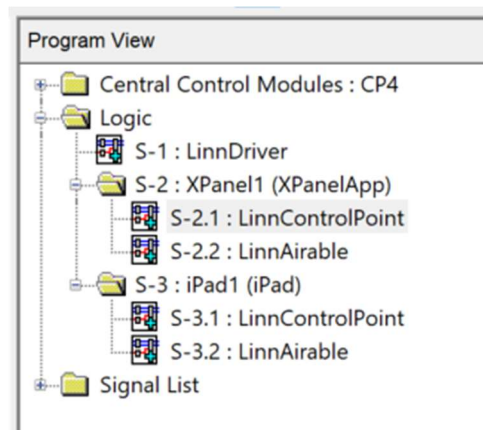 Program View
Central Control Modules : CP4
Logic
S-1 : LinnDriver
S-2 : XPanel1 (XPanelApp)
S-2.1 : LinnControlPoint
S-2.2 : LinnAirable
S-3 : iPad1 (iPad)
S-3.1 : LinnControlPoint
S-3.2 : LinnAirable
Signal List